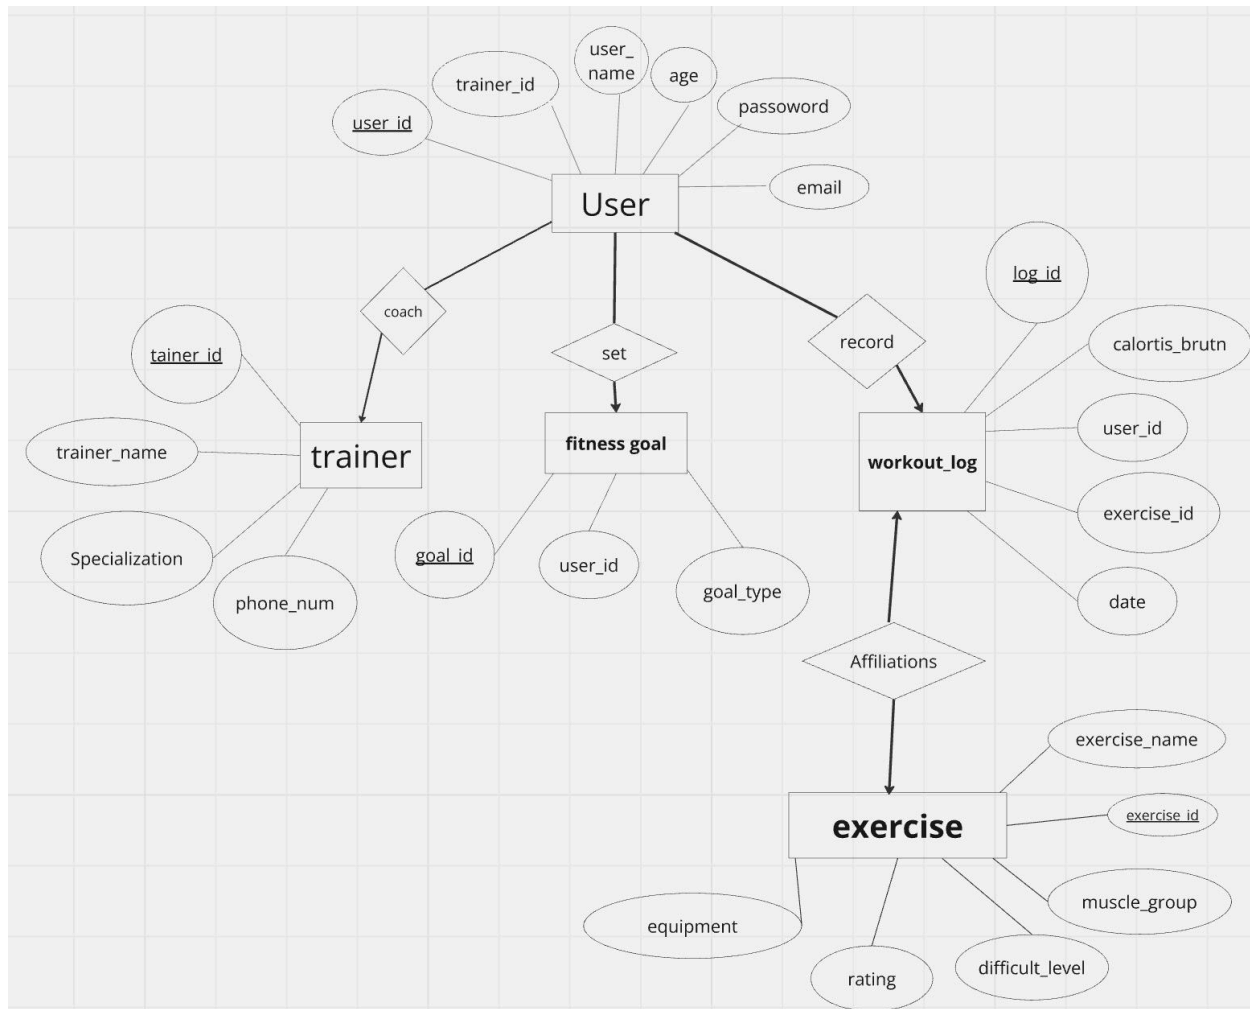 user_
name
age
trainer_id
passoword
user_id
email
User
log_id
coach
record
calortis_brutn
set
tainer_id
user_id
trainer_name
trainer
fitness goal
workout_log
exercise_id
Specialization
goal_id
user_id
goal_type
phone_num
date
Affiliations
exercise_name
exercise_id
exercise
muscle_group
equipment
difficult_level
rating